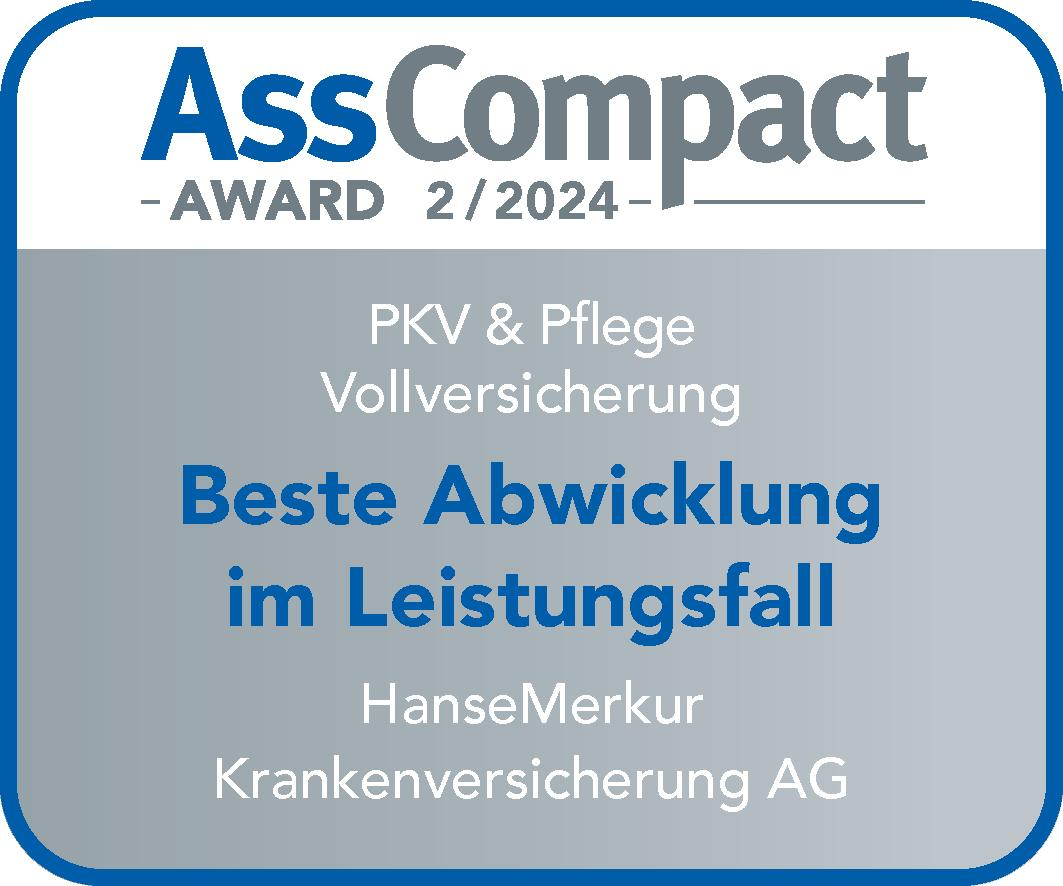 AssCompact
AWARD 2/2024
PKV & Pflege
Vollversicherung
Beste Abwicklung
im Leistungsfall
HanseMerkur
Krankenversicherung AG